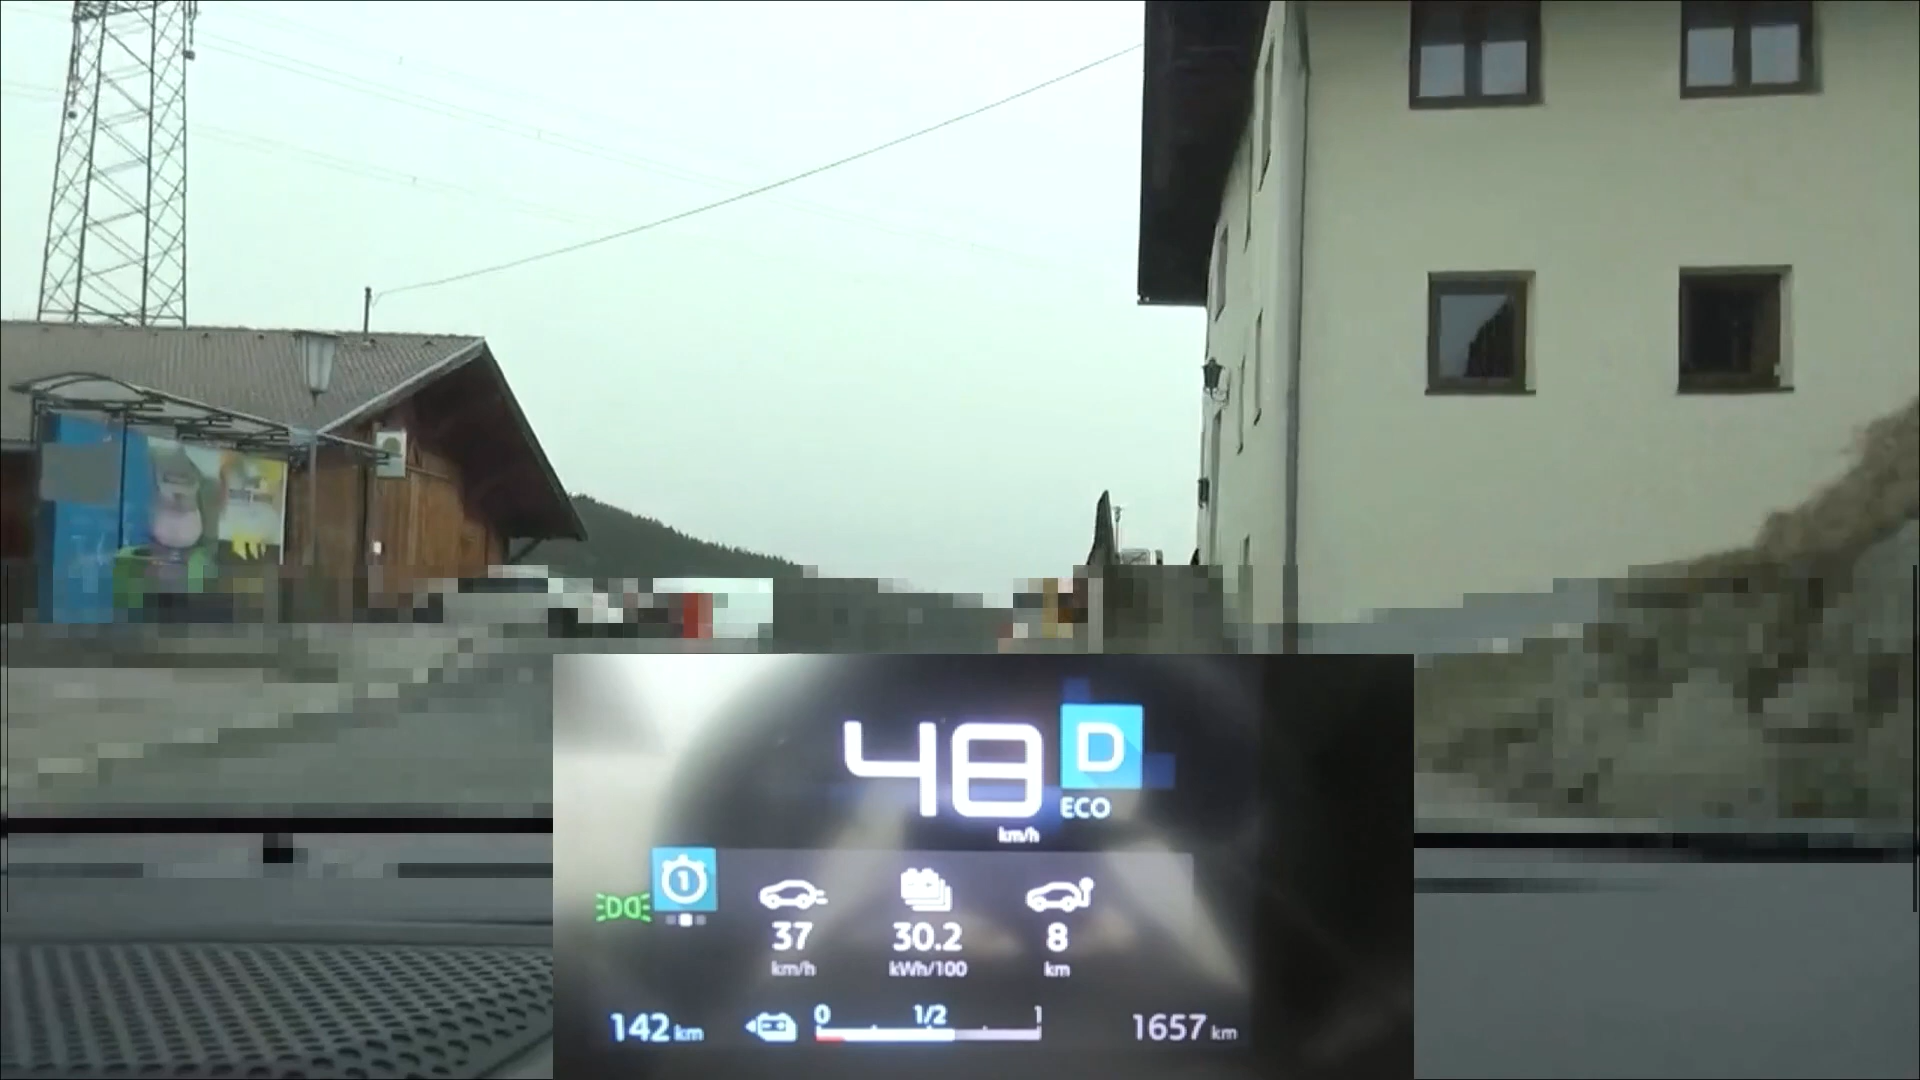 48 D
ECO
km/h
1
37 30.2 8
km/h kWh/100 km
0 1/2 1
142 km 1657 km